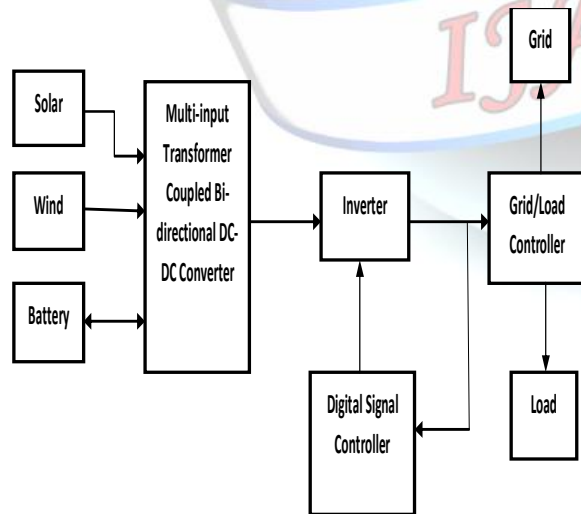 Grid
Solar
Multi-input
Transformer
Coupled Bi-
directional DC-
DC Converter
Wind
Inverter
Grid/Load
Controller
Battery
Digital Signal
Controller
Load